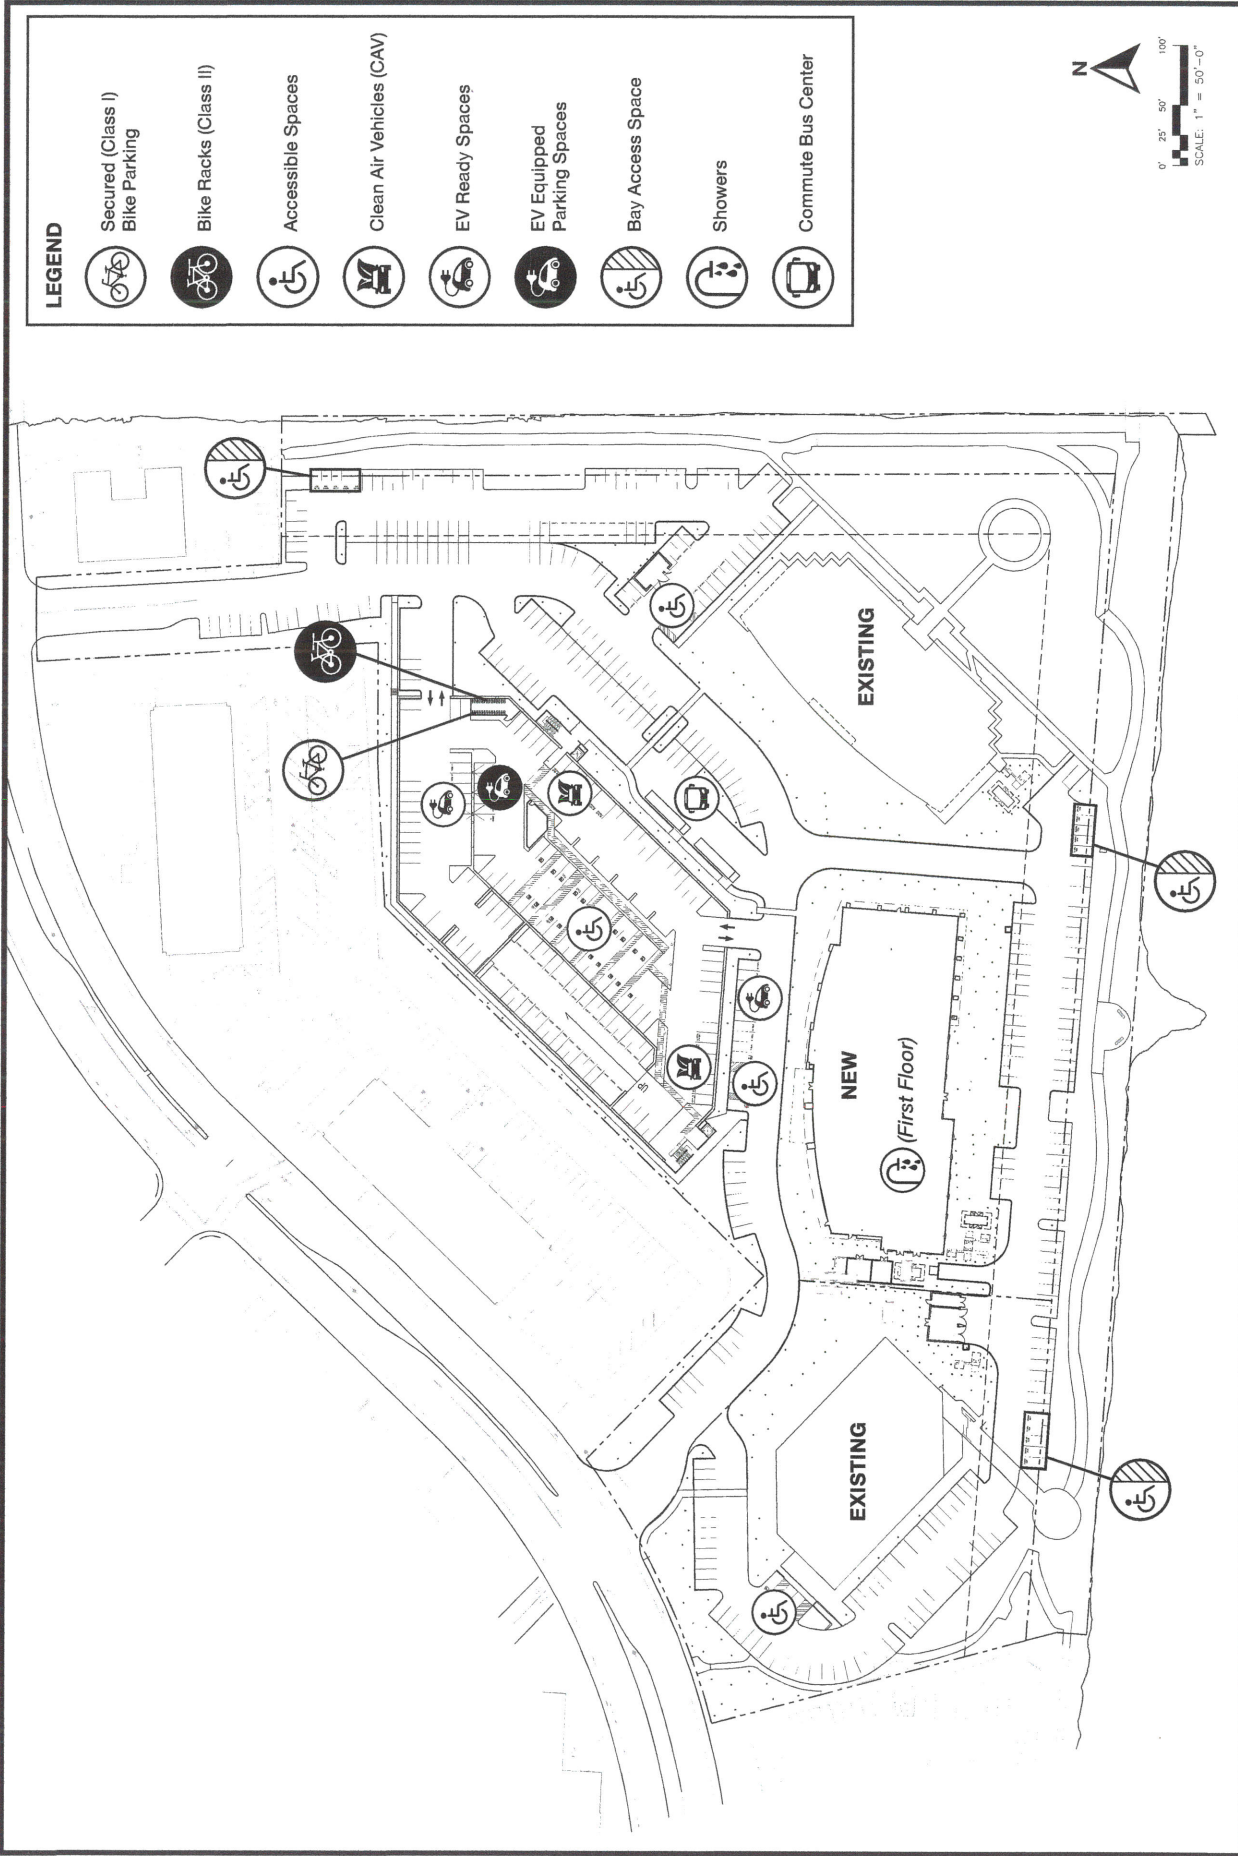 LEGEND
Secured (Class I)
Bike Parking
Bike Racks (Class II)
Accessible Spaces
Clean Air Vehicles (CAV)
EV Ready Spaces
EV Equipped
Parking Spaces
Bay Access Space
Showers
Commute Bus Center
N
0' 25' 50' 100'
SCALE: 1" = 50'-0"
EXISTING
NEW
(First Floor)
EXISTING
UP